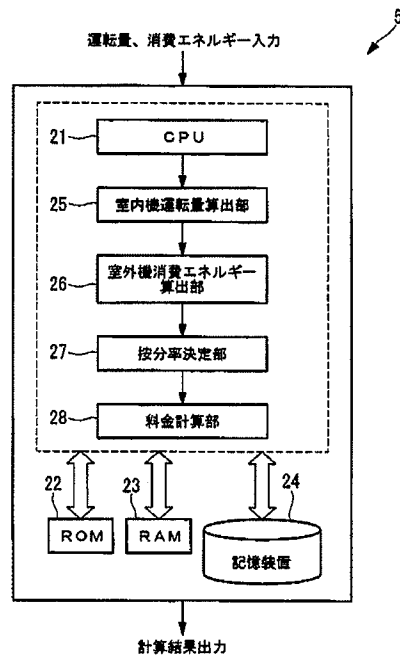 5
運転量、消費エネルギー入力
21
CPU
25
室内機運転量算出部
26
室外機消費エネルギー
算出部
27
按分率決定部
28
料金計算部
22
23
24
ROM
RAM
記憶装置
計算結果出力